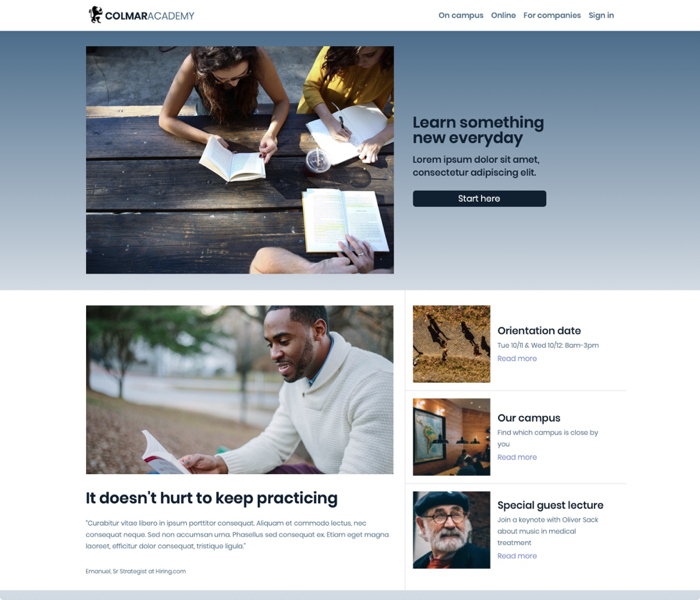 COLMARACADEMY
On campus Online For companies Sign in
Learn something
new everyday
Lorem ipsum dolor sit amet,
consectetur adipiscing elit.
Start here
It doesn't hurt to keep practicing
"Curabitur vitae libero in ipsum porttitor consequat. Aliquam et commodo lectus, nec
consequat neque. Sed non accumsan urna. Phasellus sed consequat ex. Etiam eget magna
laoreet, efficitur dolor consequat, tristique ligula."
Emanuel, Sr Strategist at Hiring.com
Orientation date
Tue 10/11 & Wed 10/12: 8am-3pm
Read more
Our campus
Find which campus is close by
you
Read more
Special guest lecture
Join a keynote with Oliver Sack
about music in medical
treatment
Read more